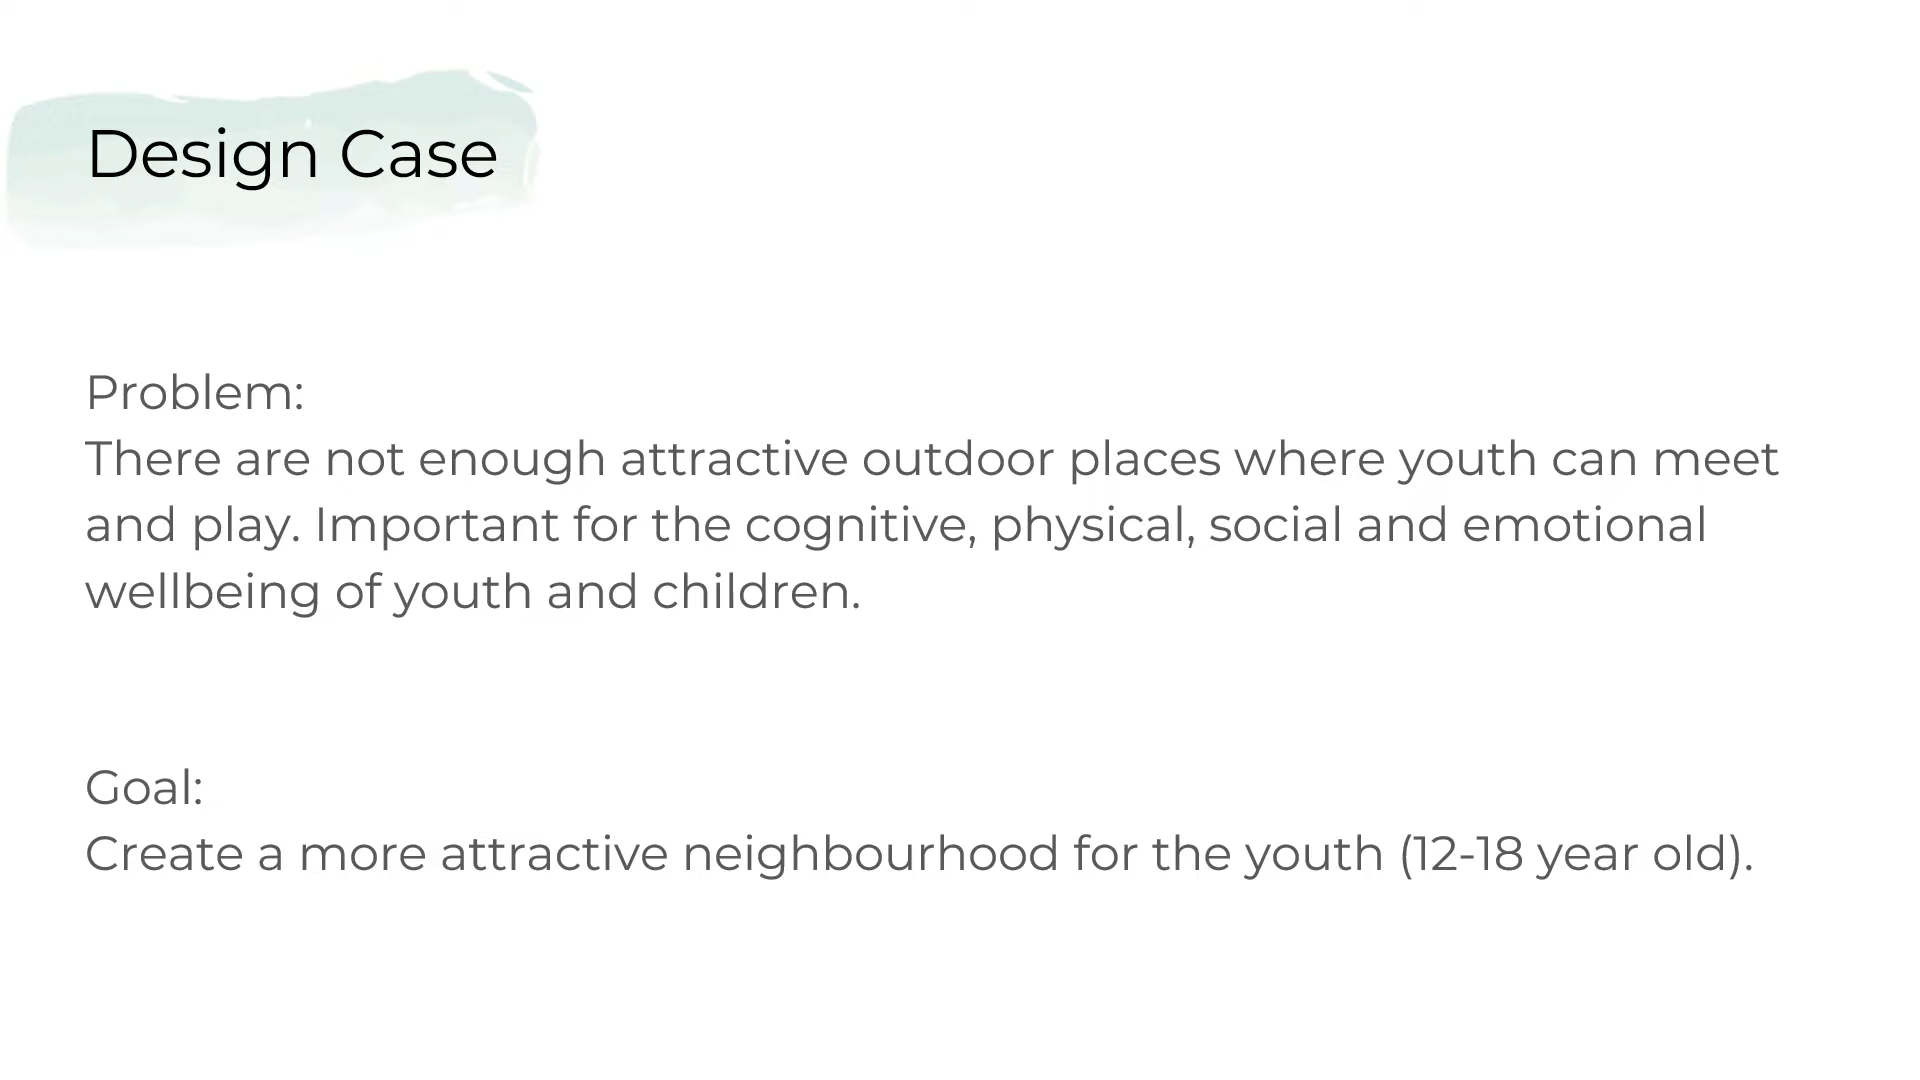 Design Case
Problem:
There are not enough attractive outdoor places where youth can meet
and play. Important for the cognitive, physical, social and emotional
wellbeing of youth and children.
Goal:
Create a more attractive neighbourhood for the youth (12-18 year old).